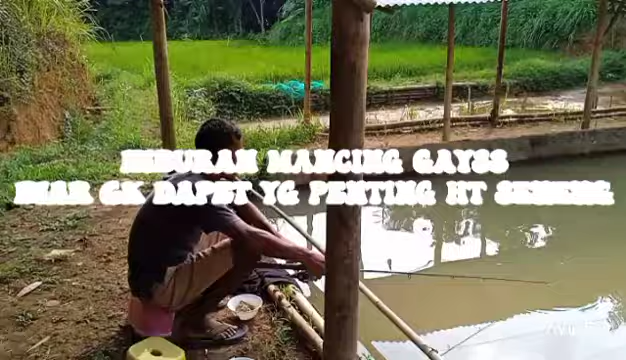 HIBURAN MANCING GAYSS
BIAR GK DAPET YG PENTING HT SENENG